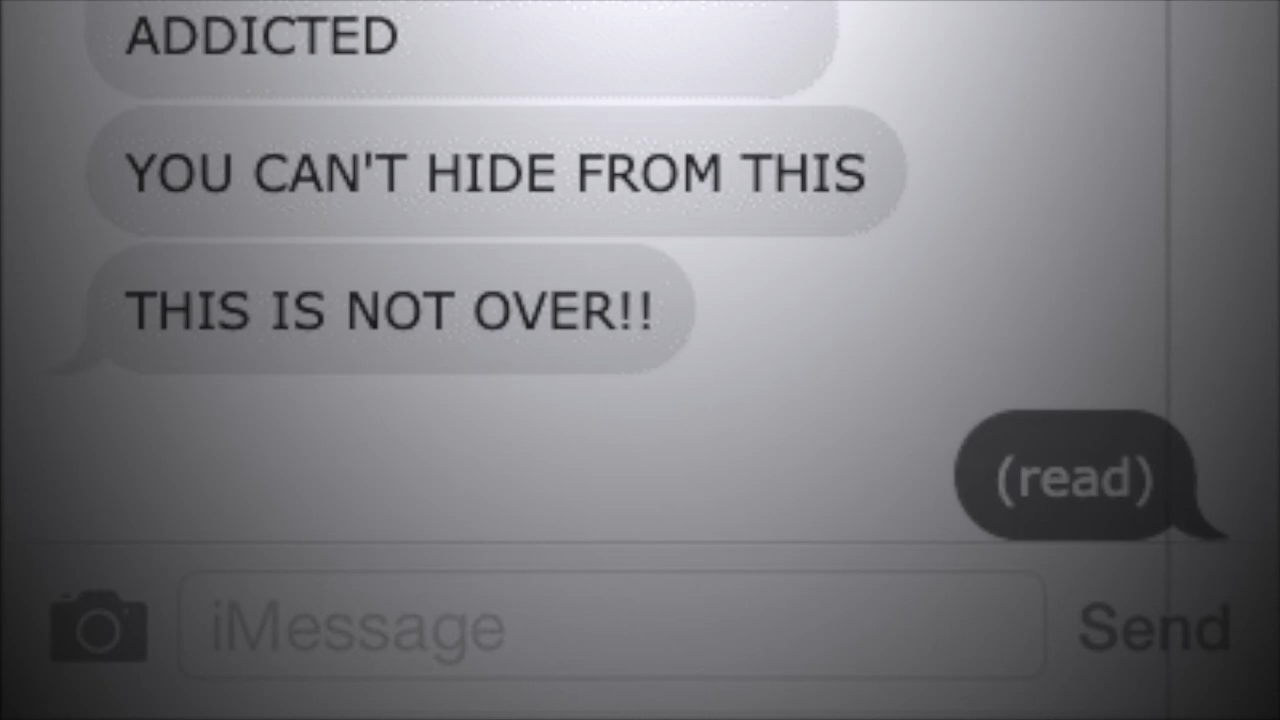 ADDICTED
YOU CAN'T HIDE FROM THIS
THIS IS NOT OVER!!
(read)
iMessage
Send